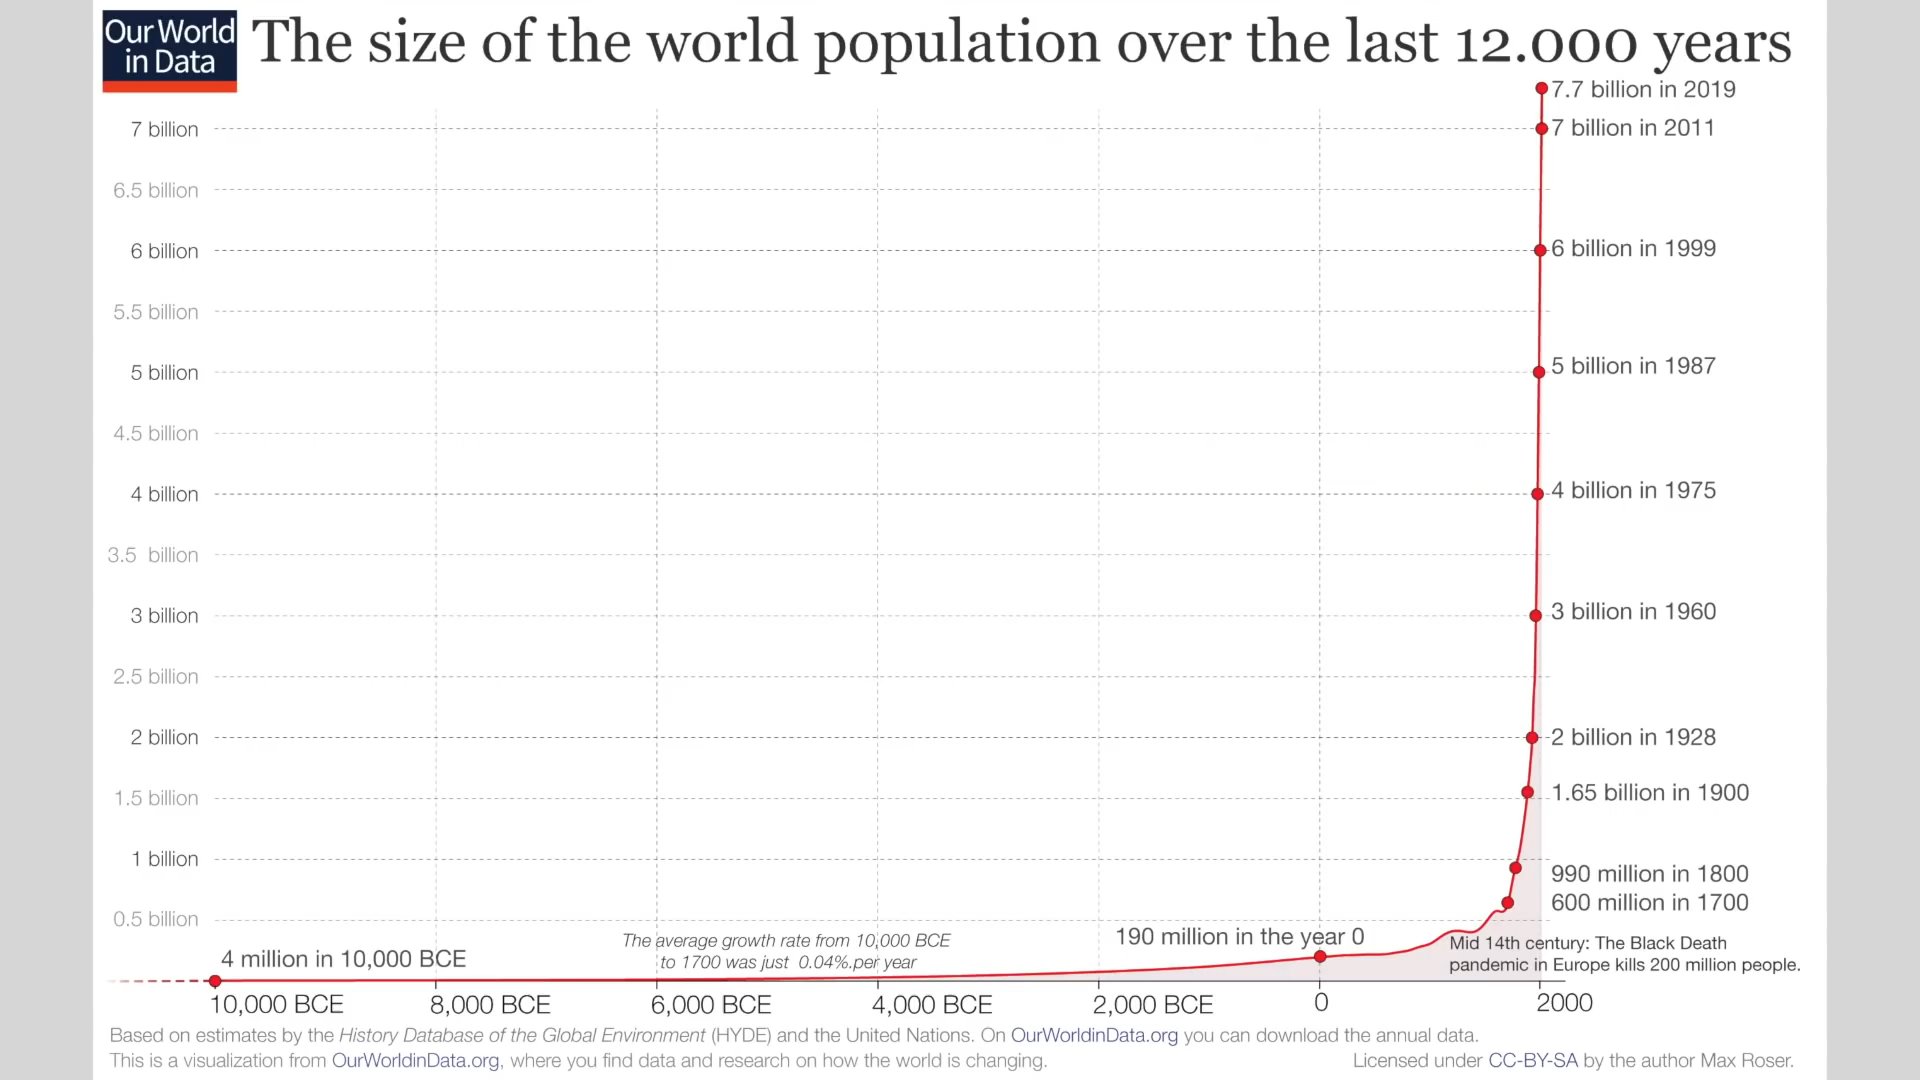 Our World
in Data
The size of the world population over the last 12.000 years
7.7 billion in 2019
7 billion
7 billion in 2011
6.5 billion
6 billion
6 billion in 1999
5.5 billion
5 billion
5 billion in 1987
4.5 billion
4 billion
4 billion in 1975
3.5 billion
3 billion
3 billion in 1960
2.5 billion
2 billion
2 billion in 1928
1.5 billion
1.65 billion in 1900
1 billion
990 million in 1800
600 million in 1700
0.5 billion
4 million in 10,000 BCE
The average growth rate from 10,000 BCE
to 1700 was just 0.04%.per year
190 million in the year 0
Mid 14th century: The Black Death
pandemic in Europe kills 200 million people.
10,000 BCE
8,000 BCE
6,000 BCE
4,000 BCE
2,000 BCE
0
2000
Based on estimates by the History Database of the Global Environment (HYDE) and the United Nations. On OurWorldinData.org you can download the annual data.
This is a visualization from OurWorldinData.org, where you find data and research on how the world is changing.
Licensed under CC-BY-SA by the author Max Roser.